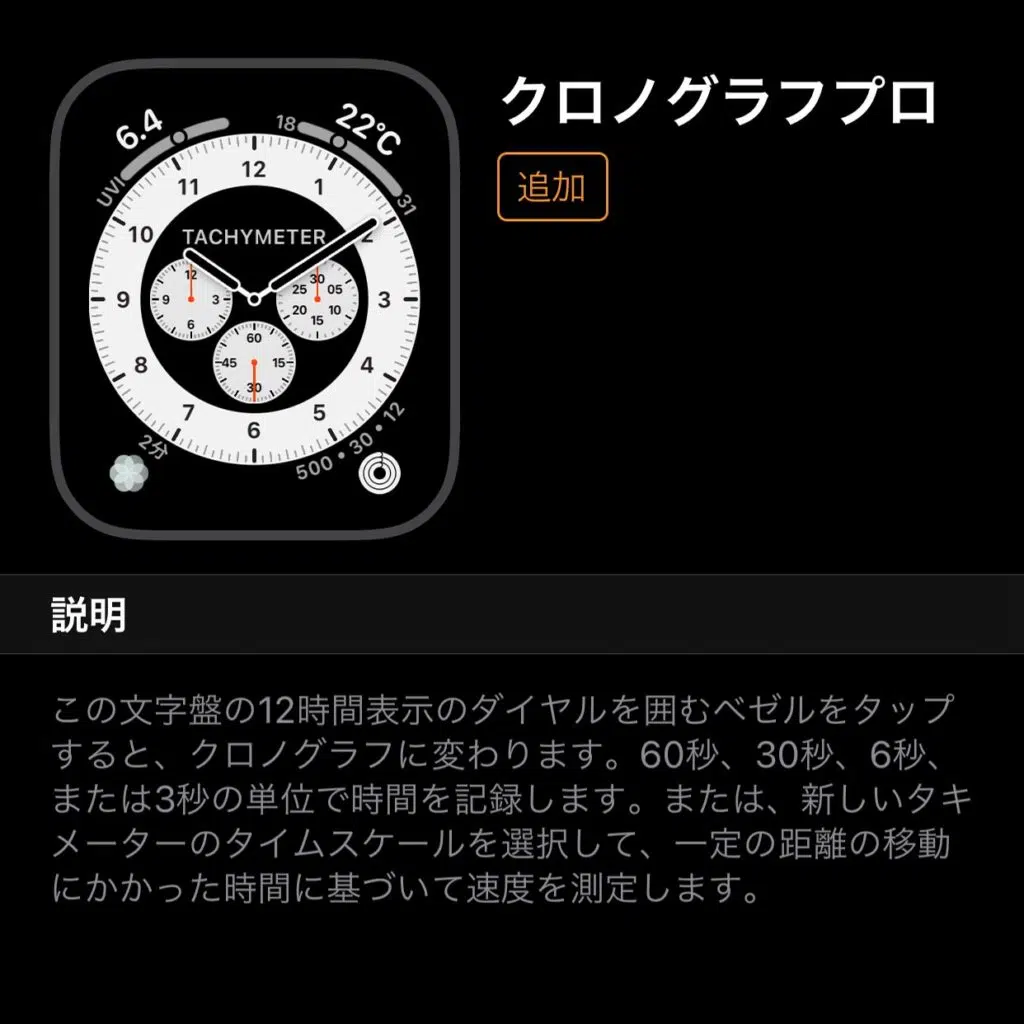 クロノグラフプロ
追加
6.4
UVI
18
22°C
31
12
1
2
3
4
5
6
7
8
9
10
11
TACHYMETER
12
3
6
9
30
05
10
15
20
25
60
15
30
45
2分
500•30•12
説明
この文字盤の12時間表示のダイヤルを囲むベゼルをタップ
すると、クロノグラフに変わります。60秒、30秒、6秒、
または3秒の単位で時間を記録します。または、新しいタキ
メーターのタイムスケールを選択して、一定の距離の移動
にかかった時間に基づいて速度を測定します。